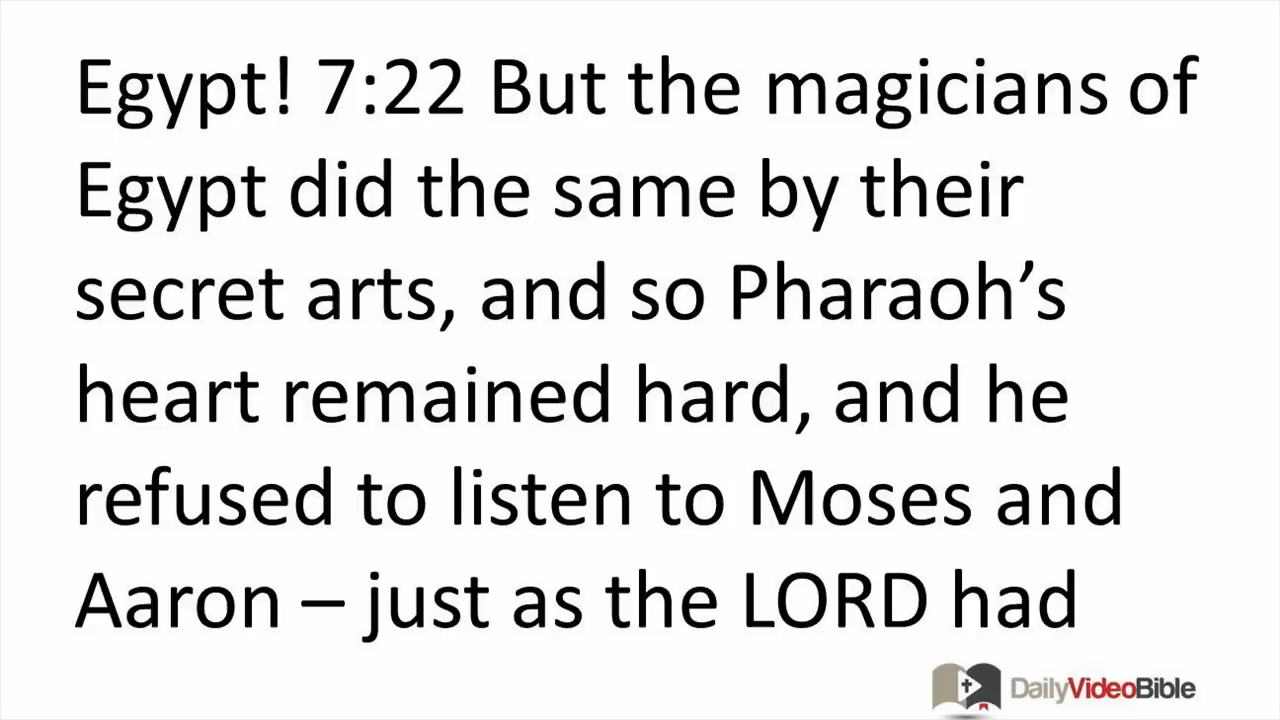 Egypt! 7:22 But the magicians of
Egypt did the same by their
secret arts, and so Pharaoh’s
heart remained hard, and he
refused to listen to Moses and
Aaron – just as the LORD had
DailyVideoBible